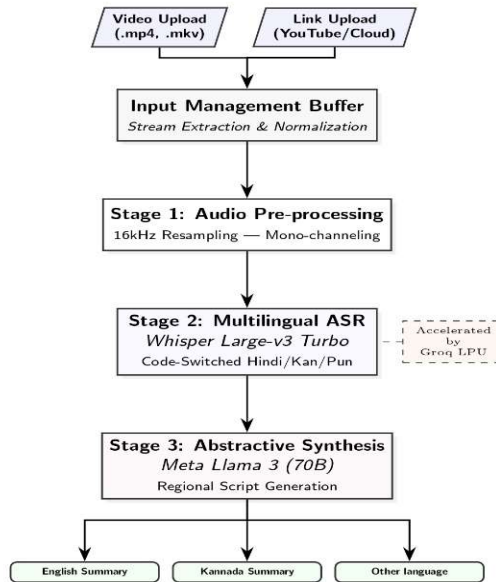 Video Upload
(.mp4, .mkv)
Link Upload
(YouTube/Cloud)
Input Management Buffer
Stream Extraction & Normalization
Stage 1: Audio Pre-processing
16kHz Resampling — Mono-channeling
Stage 2: Multilingual ASR
Whisper Large-v3 Turbo
Code-Switched Hindi/Kan/Pun
Accelerated
by
Groq LPU
Stage 3: Abstractive Synthesis
Meta Llama 3 (70B)
Regional Script Generation
English Summary
Kannada Summary
Other language